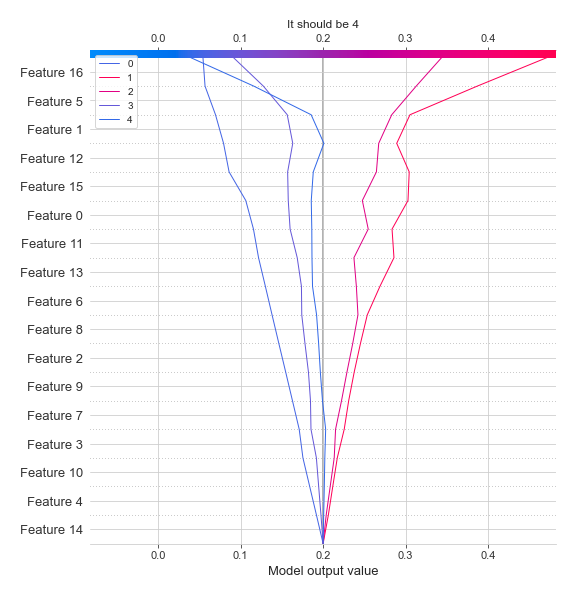 It should be 4
0.0 0.1 0.2 0.3 0.4
0
1
2
3
4
Feature 16
Feature 5
Feature 1
Feature 12
Feature 15
Feature 0
Feature 11
Feature 13
Feature 6
Feature 8
Feature 2
Feature 9
Feature 7
Feature 3
Feature 10
Feature 4
Feature 14
0.0 0.1 0.2 0.3 0.4
Model output value